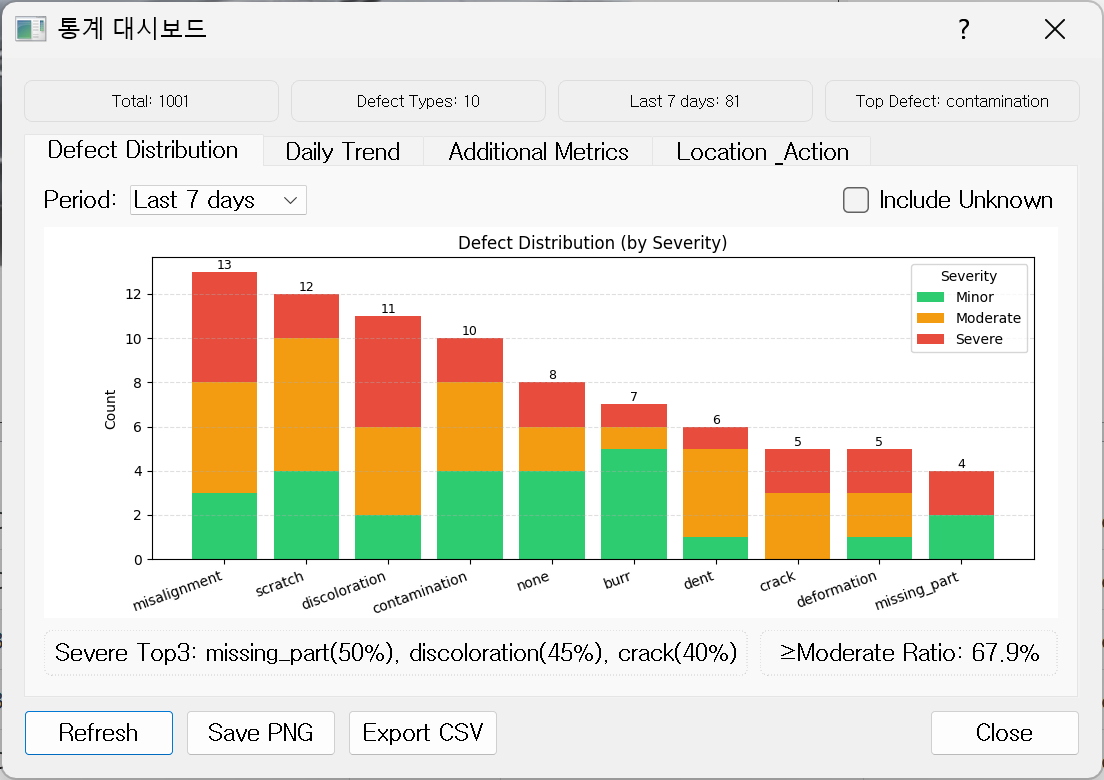 통계 대시보드
?
Total: 1001
Defect Types: 10
Last 7 days: 81
Top Defect: contamination
Defect Distribution
Daily Trend
Additional Metrics
Location _Action
Period: Last 7 days
Include Unknown
Defect Distribution (by Severity)
Severity
Minor
Moderate
Severe
Count
12
10
8
6
4
2
0
13
12
11
10
8
7
6
5
5
4
misalignment
scratch
discoloration
contamination
none
burr
dent
crack
deformation
missing_part
Severe Top3: missing_part(50%), discoloration(45%), crack(40%)
≥Moderate Ratio: 67.9%
Refresh
Save PNG
Export CSV
Close